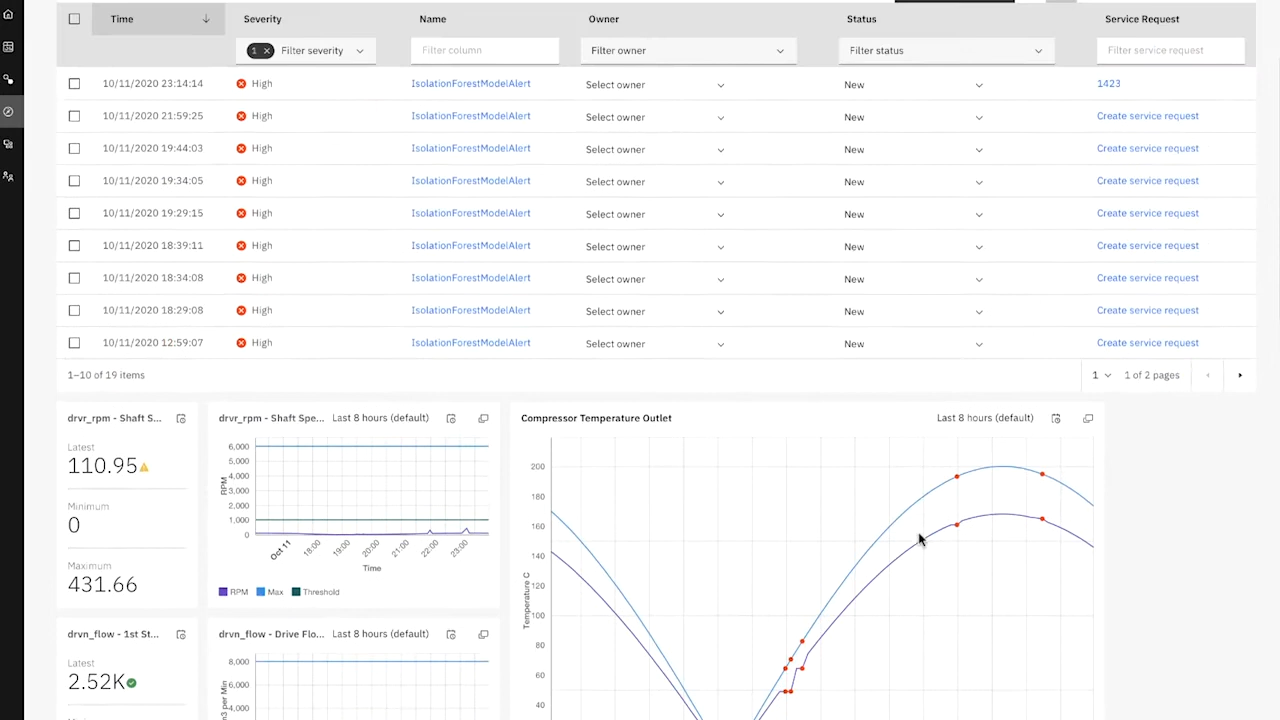 Time Severity Name Owner Status Service Request
1 × Filter severity Filter column Filter owner Filter status Filter service request
10/11/2020 23:14:14 High IsolationForestModelAlert Select owner New 1423
10/11/2020 21:59:25 High IsolationForestModelAlert Select owner New Create service request
10/11/2020 19:44:03 High IsolationForestModelAlert Select owner New Create service request
10/11/2020 19:34:05 High IsolationForestModelAlert Select owner New Create service request
10/11/2020 19:29:15 High IsolationForestModelAlert Select owner New Create service request
10/11/2020 18:39:11 High IsolationForestModelAlert Select owner New Create service request
10/11/2020 18:34:08 High IsolationForestModelAlert Select owner New Create service request
10/11/2020 18:29:08 High IsolationForestModelAlert Select owner New Create service request
10/11/2020 12:59:07 High IsolationForestModelAlert Select owner New Create service request
1–10 of 19 items 1 1 of 2 pages
drvr_rpm - Shaft S...
Latest
110.95
Minimum
0
Maximum
431.66
drvr_rpm - Shaft Spe... Last 8 hours (default)
6,000
5,000
4,000
3,000
2,000
1,000
0
RPM
Oct 11 18:00 19:00 20:00 21:00 22:00 23:00
Time
RPM Max Threshold
Compressor Temperature Outlet Last 8 hours (default)
200
180
160
140
120
100
80
60
40
Temperature C
drvn_flow - 1st St...
Latest
2.52K
drvn_flow - Drive Flo... Last 8 hours (default)
8,000
6,000
4,000
m3 per Min